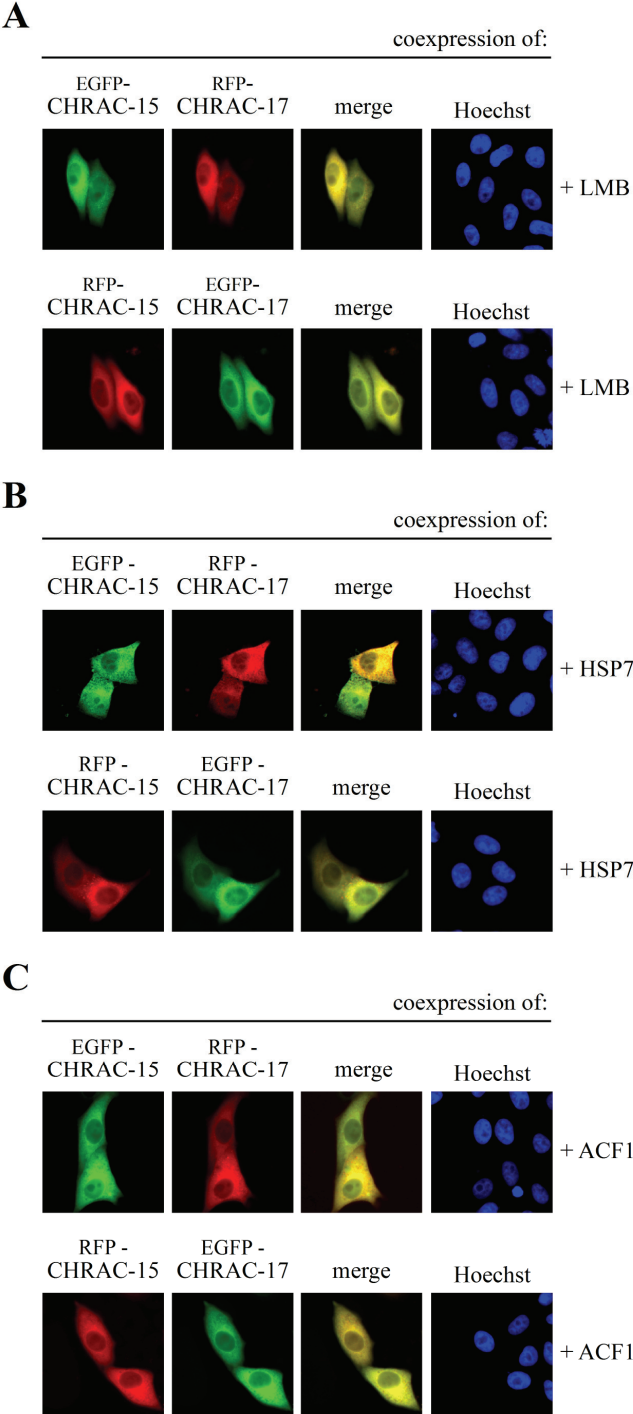 A
coexpression of:
EGFP- RFP-
CHRAC-15 CHRAC-17 merge Hoechst
+ LMB
RFP- EGFP-
CHRAC-15 CHRAC-17 merge Hoechst
+ LMB
B
coexpression of:
EGFP - RFP -
CHRAC-15 CHRAC-17 merge Hoechst
+ HSP7
RFP - EGFP -
CHRAC-15 CHRAC-17 merge Hoechst
+ HSP7
C
coexpression of:
EGFP - RFP -
CHRAC-15 CHRAC-17 merge Hoechst
+ ACF1
RFP - EGFP -
CHRAC-15 CHRAC-17 merge Hoechst
+ ACF1